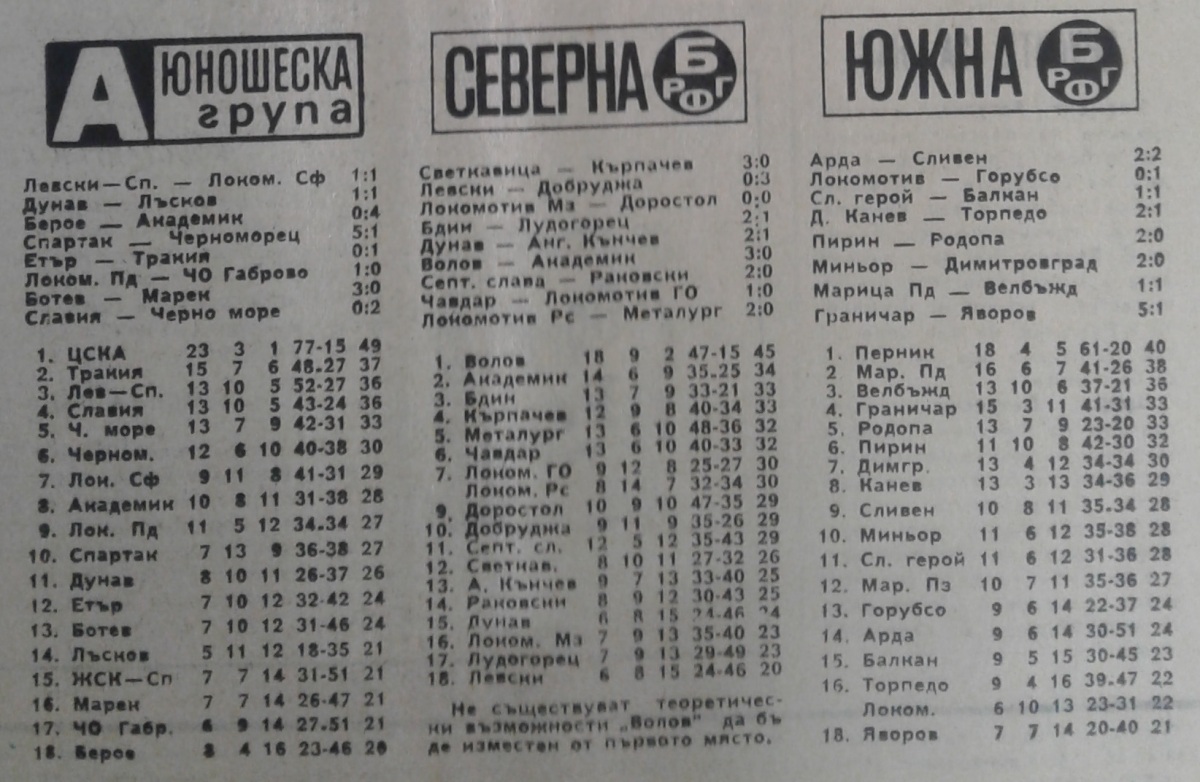 А ЮНОШЕСКА
група
Левски—Сп. — Локом. Сф 1:1
Дунав — Лъсков 1:1
Берое — Академик 0:4
Спартак — Черноморец 5:1
Етър — Тракия 0:1
Локом. Пд — ЧО Габрово 1:0
Ботев — Марек 3:0
Славия — Черно море 0:2
1. ЦСКА 23 3 1 77-15 49
2. Тракия 15 7 6 48-27 37
3. Лев—Сп. 13 10 5 52-27 36
4. Славия 13 10 5 43-24 36
5. Ч. море 13 7 9 42-31 33
6. Черном. 12 6 10 40-38 30
7. Лок. Сф 9 11 8 41-31 29
8. Академик 10 8 11 31-38 28
9. Лок. Пд 11 5 12 34-34 27
10. Спартак 7 13 9 36-38 27
11. Дунав 8 10 11 26-37 26
12. Етър 7 10 12 32-42 24
13. Ботев 7 10 12 31-46 24
14. Лъсков 5 11 12 18-35 21
15. ЖСК—Сп 7 7 14 31-51 21
16. Марек 7 7 14 26-47 21
17. ЧО Габр. 6 9 14 27-51 21
18. Берое 8 4 16 23-46 20
СЕВЕРНА Б
РФГ
Светкавица — Кърпачев 3:0
Левски — Добруджа 0:3
Локомотив Мз — Доростол 0:0
Бдин — Лудогорец 2:1
Дунав — Анг. Кънчев 2:1
Волов — Академик 3:0
Септ. слава — Раковски 2:0
Чавдар — Локомотив ГО 1:0
Локомотив Рс — Металург 2:0
1. Волов 18 9 2 47-15 45
2. Академик 14 6 9 35-25 34
3. Бдин 13 7 9 33-21 33
4. Кърпачев 12 9 8 40-34 33
5. Металург 13 6 10 48-36 32
6. Чавдар 13 6 10 40-33 32
7. Локом. ГО 9 12 8 25-27 30
Локом. Рс 8 14 7 32-34 30
9. Доростол 10 9 10 47-35 29
10. Добруджа 9 11 9 35-26 29
11. Септ. сл. 12 5 12 35-43 29
12. Светкав. 8 10 11 27-32 26
13. А. Кънчев 9 7 13 33-40 25
14. Раковски 8 9 12 30-43 25
15. Дунав 8 8 15 24-46 24
16. Локом. Мз 7 9 13 35-40 23
17. Лудогорец 7 9 13 29-49 23
18. Левски 6 8 15 24-46 20
Не съществуват теоретичес-
ки възможности „Волов" да бъ
де изместен от първото място.
ЮЖНА Б
РФГ
Арда — Сливен 2:2
Локомотив — Горубсо 0:1
Сл. герой — Балкан 1:1
Д. Канев — Торпедо 2:1
Пирин — Родопа 2:0
Миньор — Димитровград 2:0
Марица Пд — Велбъжд 1:1
Граничар — Яворов 5:1
1. Перник 18 4 5 61-20 40
2 Мар. Пд 16 6 7 41-26 38
3. Велбъжд 13 10 6 37-21 36
4. Граничар 15 3 11 41-31 33
5. Родопа 13 7 9 23-20 33
6. Пирин 11 10 8 42-30 32
7. Димгр. 13 4 12 34-34 30
8. Канев 13 3 13 34-36 29
9. Сливен 10 8 11 35-34 28
10. Миньор 11 6 12 35-38 28
11. Сл. герой 11 6 12 31-36 28
12. Мар. Пз 10 7 11 35-36 27
13. Горубсо 9 6 14 22-37 24
14. Арда 9 6 14 30-51 24
15. Балкан 9 5 15 30-45 23
16. Торпедо 9 4 16 39-47 22
Локом. 6 10 13 23-31 22
18. Яворов 7 7 14 20-40 21